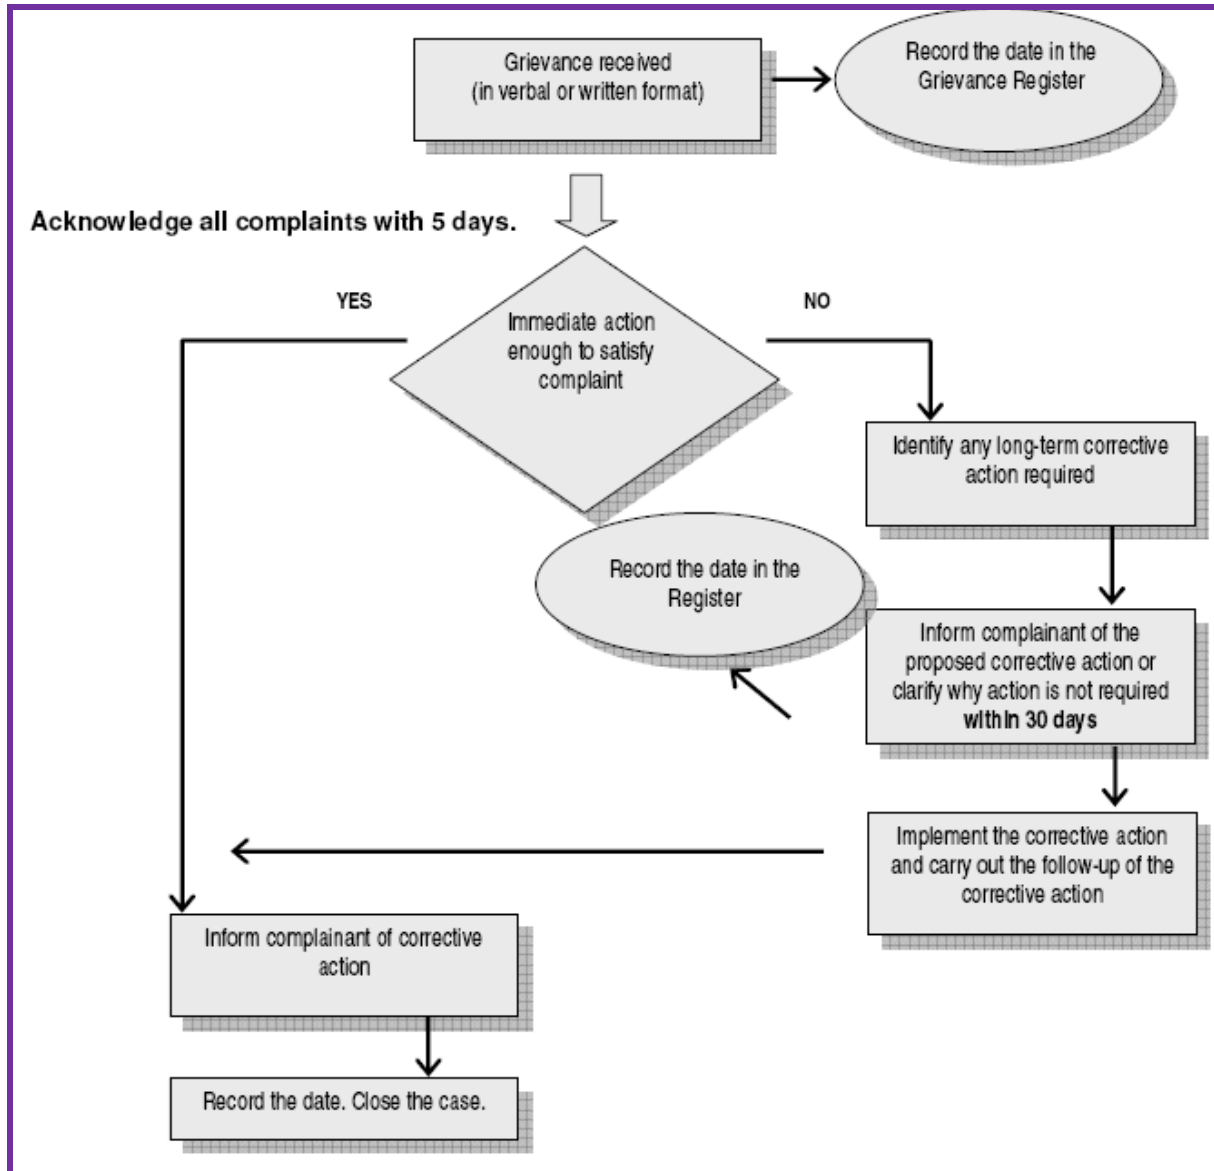 Grievance received
(in verbal or written format)
Record the date in the
Grievance Register
Acknowledge all complaints with 5 days.
YES
NO
Immediate action
enough to satisfy
complaint
Identify any long-term corrective
action required
Record the date in the
Register
Inform complainant of the
proposed corrective action or
clarify why action is not required
within 30 days
Implement the corrective action
and carry out the follow-up of the
corrective action
Inform complainant of corrective
action
Record the date. Close the case.